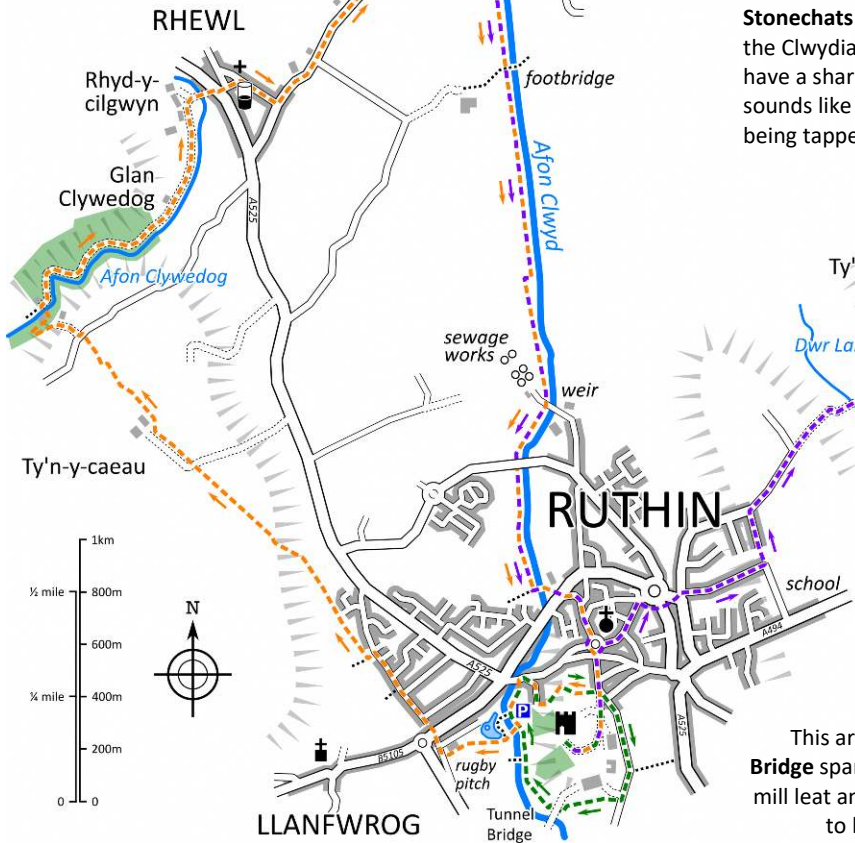 RHEWL
Rhyd-y-
cilgwyn
Glan
Clywedog
A525
Afon Clywedog
footbridge
Afon Clwyd
Stonechats
the Clwydia
have a shar
sounds like
being tappe
Ty'
Dwr La
sewage
works
weir
Ty'n-y-caeau
RUTHIN
school
1km
½ mile
800m
600m
¼ mile
400m
200m
0
0
N
A525
A494
A525
B5105
P
rugby
pitch
LLANFWROG
Tunnel
Bridge
This ar
Bridge spar
mill leat ar
to l